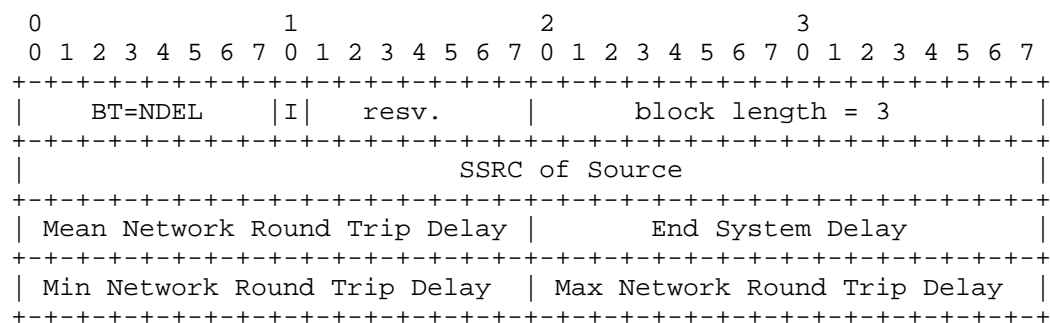 0                   1                   2                   3
0 1 2 3 4 5 6 7 0 1 2 3 4 5 6 7 0 1 2 3 4 5 6 7 0 1 2 3 4 5 6 7
+-+-+-+-+-+-+-+-+-+-+-+-+-+-+-+-+-+-+-+-+-+-+-+-+-+-+-+-+-+-+-+-+
|    BT=NDEL    |I|   resv.     |      block length = 3         |
+-+-+-+-+-+-+-+-+-+-+-+-+-+-+-+-+-+-+-+-+-+-+-+-+-+-+-+-+-+-+-+-+
|                           SSRC of Source                      |
+-+-+-+-+-+-+-+-+-+-+-+-+-+-+-+-+-+-+-+-+-+-+-+-+-+-+-+-+-+-+-+-+
| Mean Network Round Trip Delay |       End System Delay        |
+-+-+-+-+-+-+-+-+-+-+-+-+-+-+-+-+-+-+-+-+-+-+-+-+-+-+-+-+-+-+-+-+
| Min Network Round Trip Delay  | Max Network Round Trip Delay  |
+-+-+-+-+-+-+-+-+-+-+-+-+-+-+-+-+-+-+-+-+-+-+-+-+-+-+-+-+-+-+-+-+